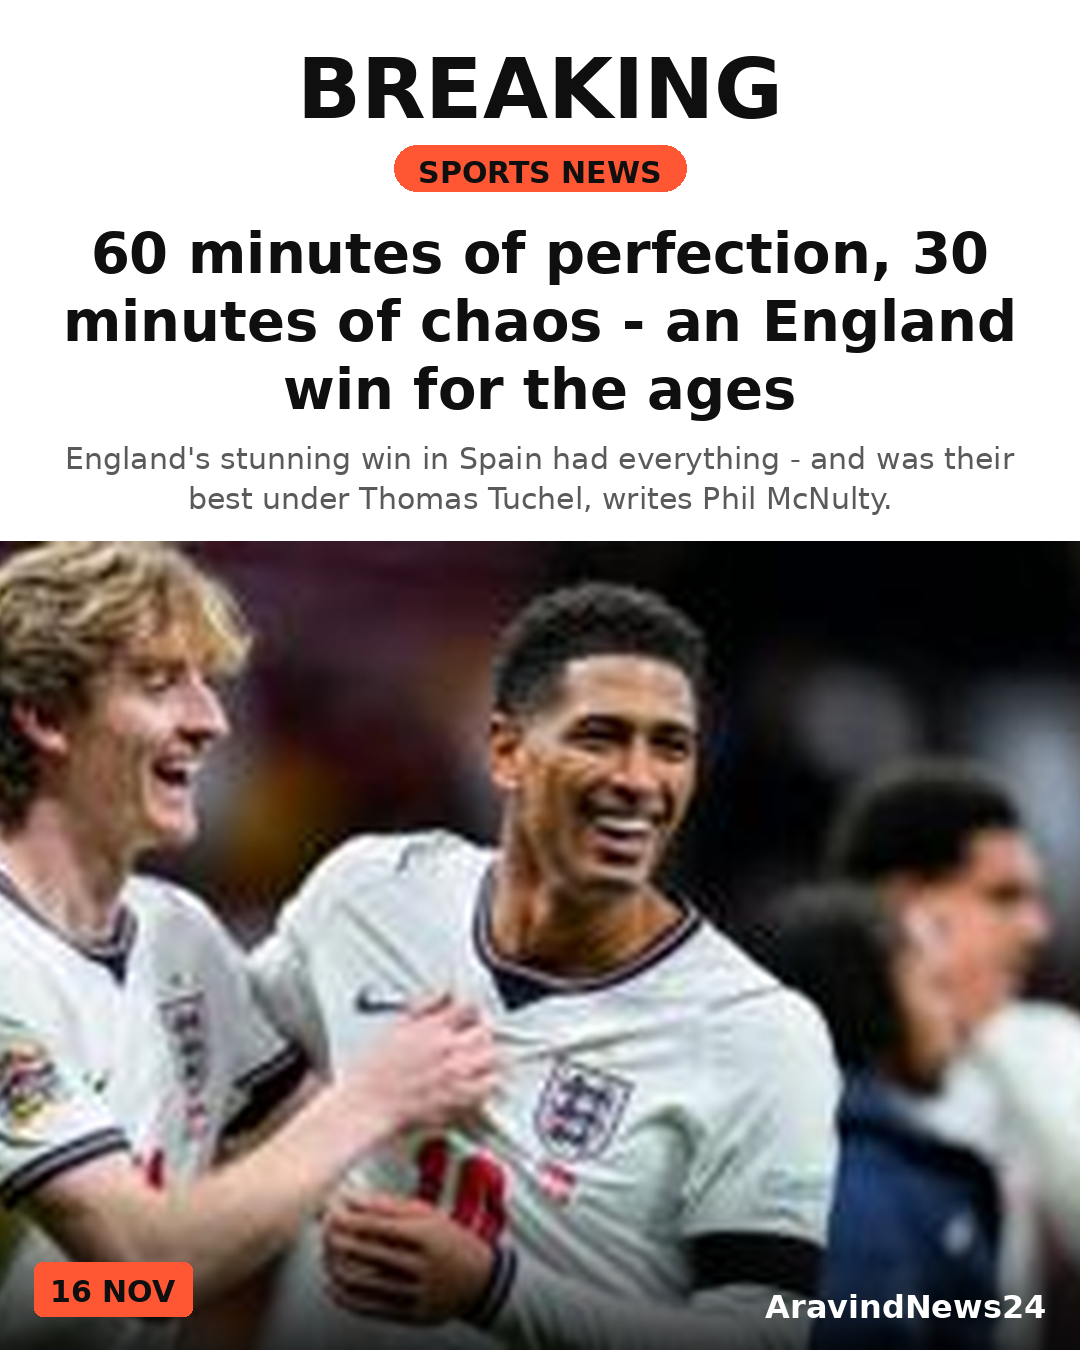 BREAKING
SPORTS NEWS
60 minutes of perfection, 30
minutes of chaos - an England
win for the ages
England's stunning win in Spain had everything - and was their
best under Thomas Tuchel, writes Phil McNulty.
10
16 NOV
AravindNews24